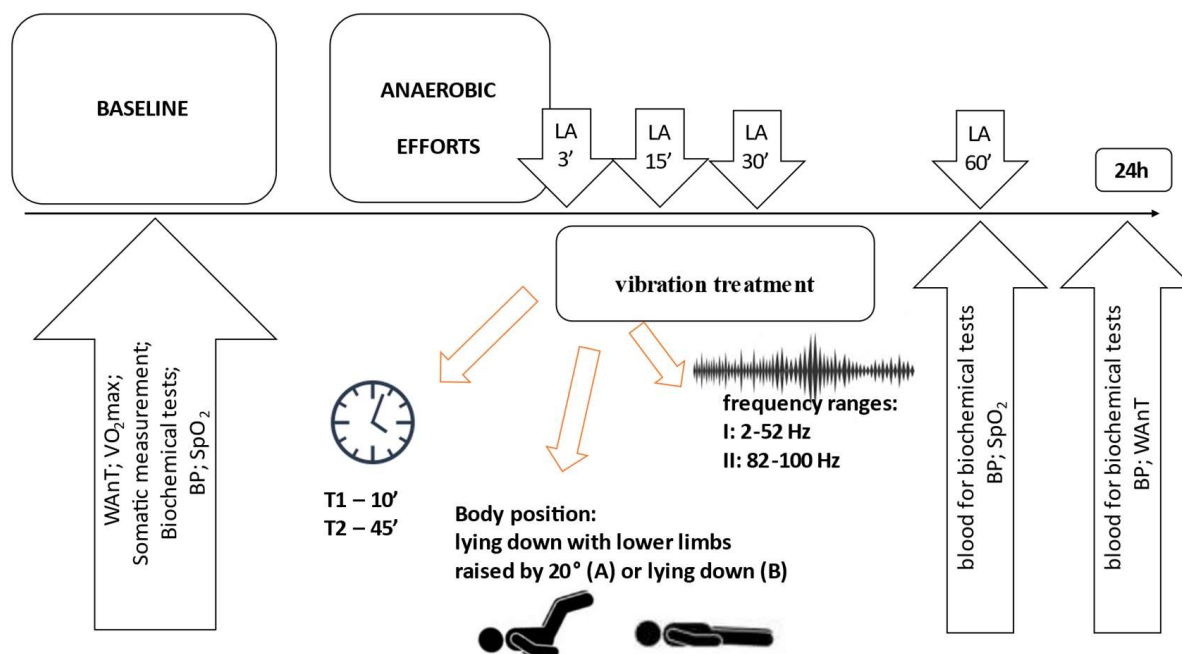 BASELINE
ANAEROBIC
EFFORTS
LA
3’
LA
15’
LA
30’
LA
60’
24h
vibration treatment
WAnT; VO₂max;
Somatic measurement;
Biochemical tests;
BP; SpO₂
T1 – 10’
T2 – 45’
Body position:
lying down with lower limbs
raised by 20° (A) or lying down (B)
frequency ranges:
I: 2-52 Hz
II: 82-100 Hz
blood for biochemical tests
BP; SpO₂
blood for biochemical tests
BP; WAnT